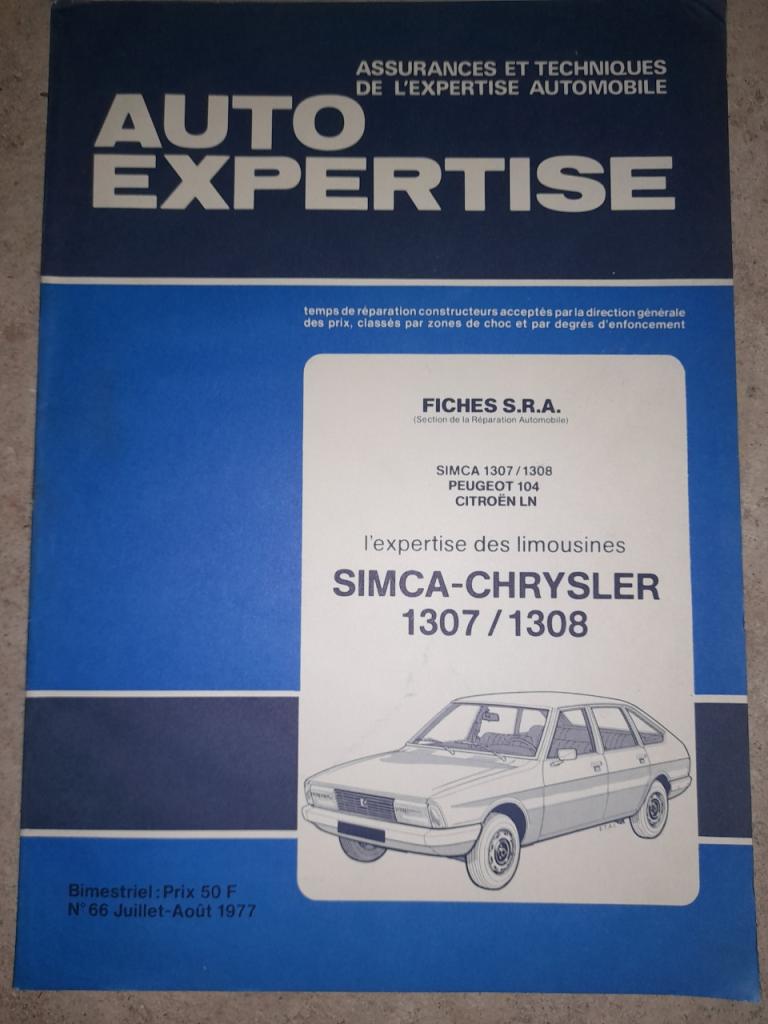 ASSURANCES ET TECHNIQUES
DE L'EXPERTISE AUTOMOBILE
AUTO
EXPERTISE
temps de réparation constructeurs acceptés par la direction générale
des prix, classés par zones de choc et par degrés d'enfoncement
FICHES S.R.A.
(Section de la Réparation Automobile)
SIMCA 1307/1308
PEUGEOT 104
CITROËN LN
l'expertise des limousines
SIMCA-CHRYSLER
1307/1308
Bimestriel: Prix 50 F
N° 66 Juillet-Août 1977